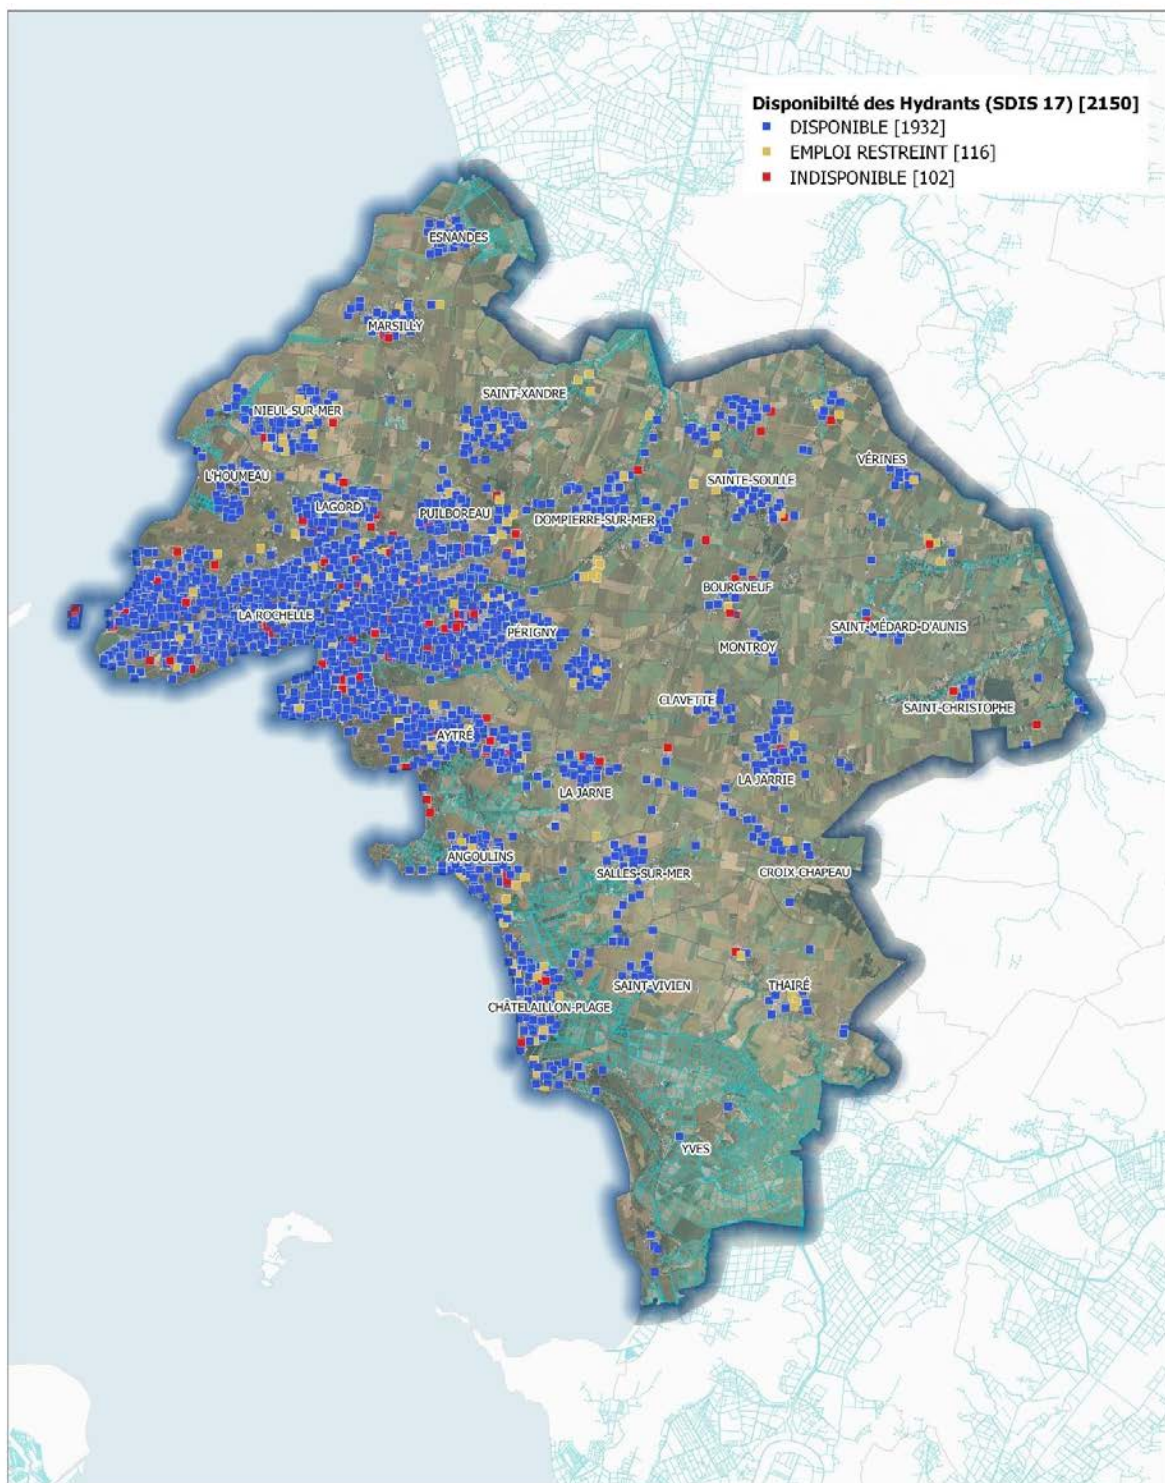 Disponibilté des Hydrants (SDIS 17) [2150]
DISPONIBLE [1932]
EMPLOI RESTREINT [116]
INDISPONIBLE [102]
ESNANDES
MARSILLY
SAINT-XANDRE
NIEUL-SUR-MER
VÉRINES
L'HOUMEAU
SAINTE-SOULLE
LAGORD
PUILBOREAU
DOMPIERRE-SUR-MER
BOURGNEUF
LA ROCHELLE
PÉRIGNY
SAINT-MÉDARD-D'AUNIS
MONTROY
CLAVETTE
SAINT-CHRISTOPHE
AYTRÉ
LA JARRIE
LA JARNE
ANGOULINS
SALLES-SUR-MER
CROIX-CHAPEAU
SAINT-VIVIEN
THAIRÉ
CHÂTELAILLON-PLAGE
YVES